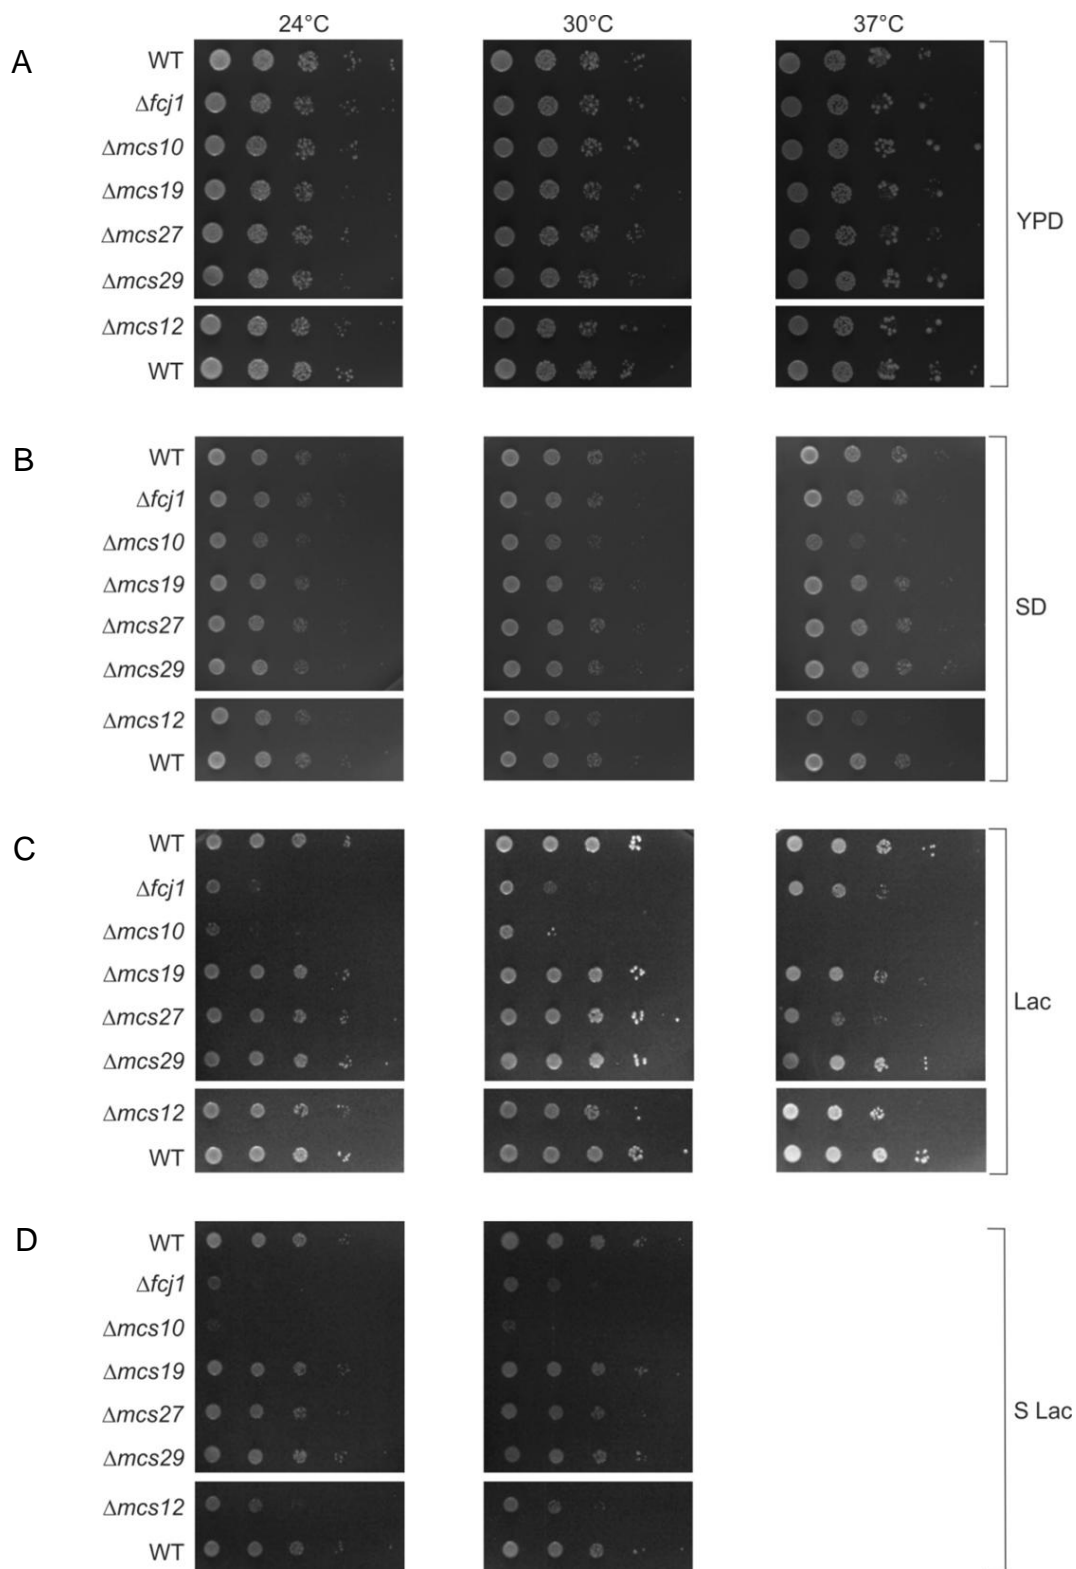 24°C 30°C 37°C
A
WT
Δfcj1
Δmcs10
Δmcs19
Δmcs27
Δmcs29
Δmcs12
WT
YPD
B
WT
Δfcj1
Δmcs10
Δmcs19
Δmcs27
Δmcs29
Δmcs12
WT
SD
C
WT
Δfcj1
Δmcs10
Δmcs19
Δmcs27
Δmcs29
Δmcs12
WT
Lac
D
WT
Δfcj1
Δmcs10
Δmcs19
Δmcs27
Δmcs29
Δmcs12
WT
S Lac